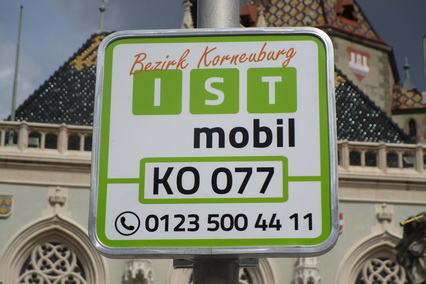 Bezirk Korneuburg
IST
mobil
KO 077
0123 500 44 11